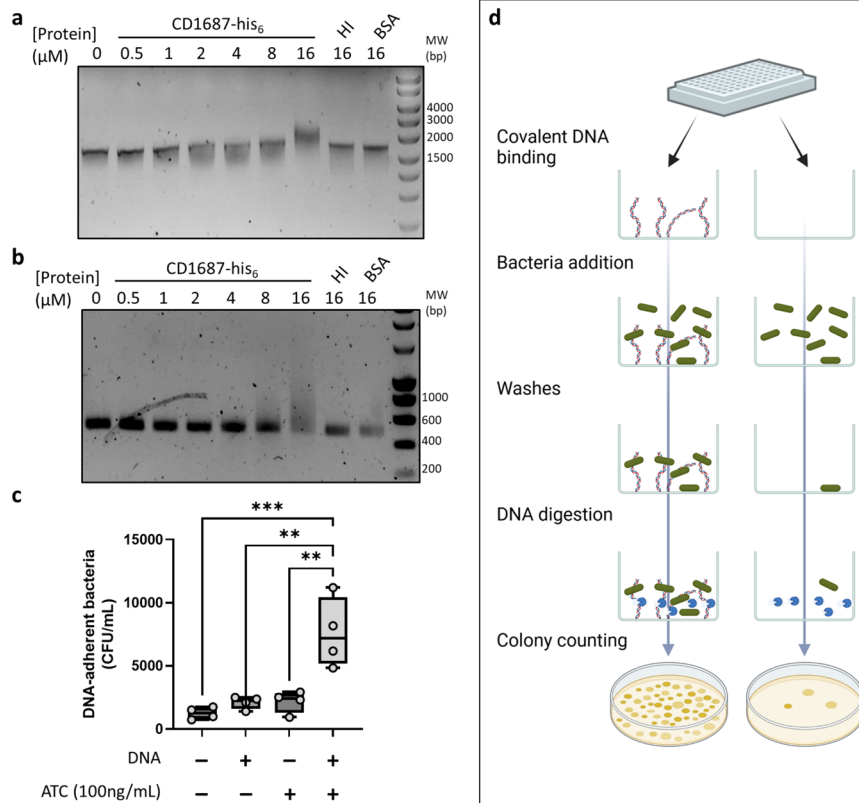 a
[Protein] CD1687-his6 HI BSA MW
(μM) 0 0.5 1 2 4 8 16 16 16 (bp)
4000
3000
2000
1500
b
[Protein] CD1687-his6 HI BSA MW
(μM) 0 0.5 1 2 4 8 16 16 16 (bp)
1000
600
400
200
c
DNA-adherent bacteria
(CFU/mL)
15000
10000
5000
0
***
**
**
DNA − + − +
ATC (100ng/mL) − − + +
d
Covalent DNA
binding
Bacteria addition
Washes
DNA digestion
Colony counting